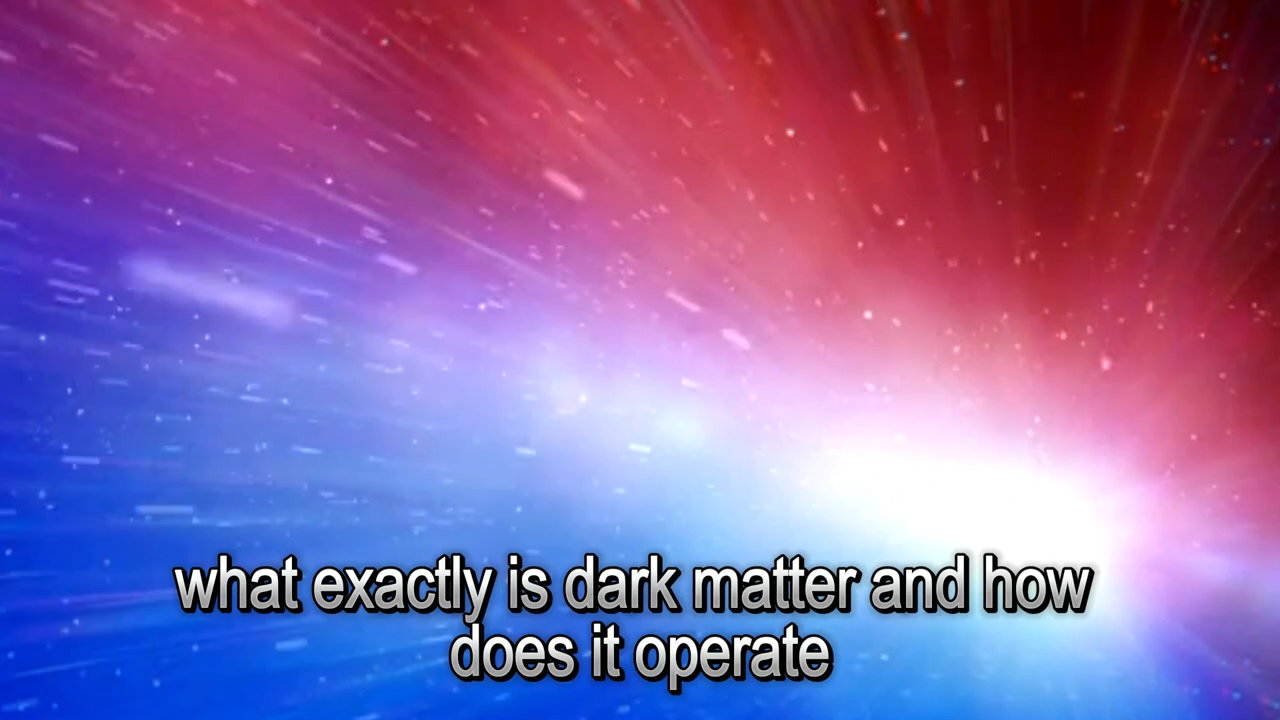 what exactly is dark matter and how
does it operate